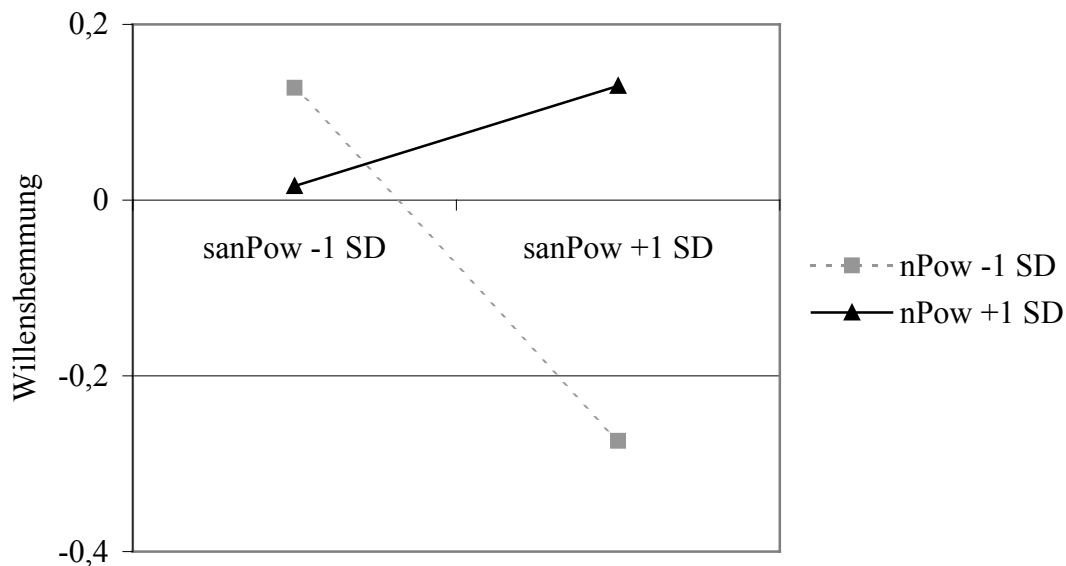 0,2
0
-0,2
-0,4
Willenshemmung
sanPow -1 SD
sanPow +1 SD
nPow -1 SD
nPow +1 SD